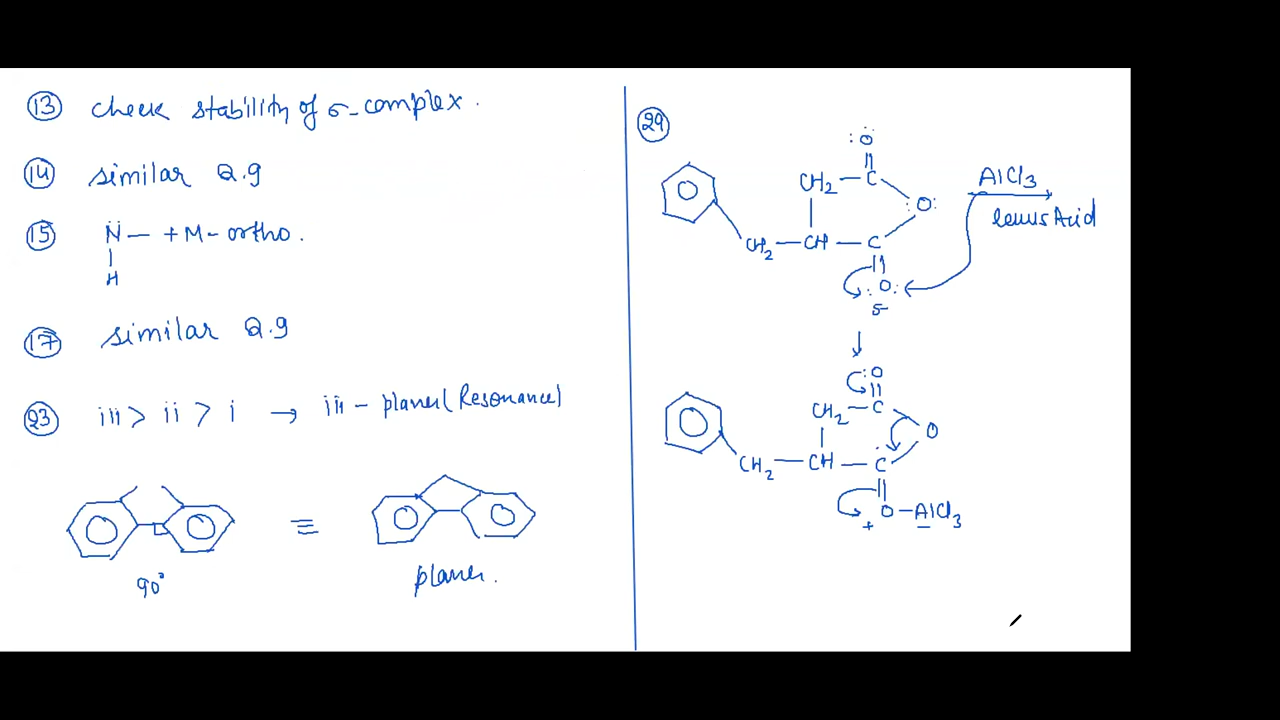 13 check stability of σ-complex.
14 similar Q.9
15 N̈ — +M - ortho.
|
H
17 similar Q.9
23 iii > ii > i → iii - planer (Resonance)
90° ≡ planer.
29
:Ö
||
CH2 — C
O:
AlCl3
lewis Acid
CH2 — CH — C
||
:O:
δ-
↓
:O
||
CH2 — C
O
CH2 — CH — C
||
O — AlCl3
+ −